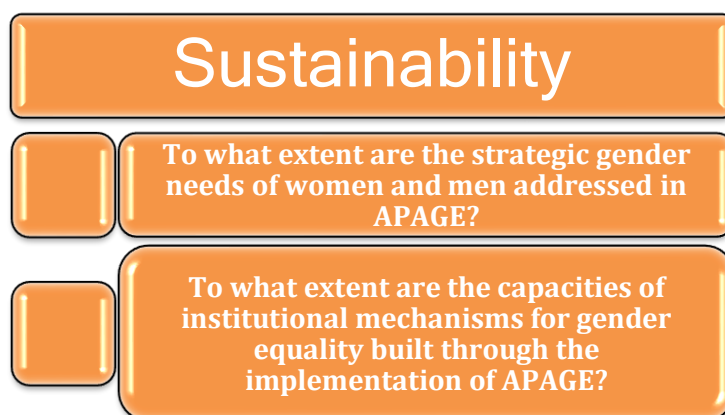 Sustainability
To what extent are the strategic gender
needs of women and men addressed in
APAGE?
To what extent are the capacities of
institutional mechanisms for gender
equality built through the
implementation of APAGE?